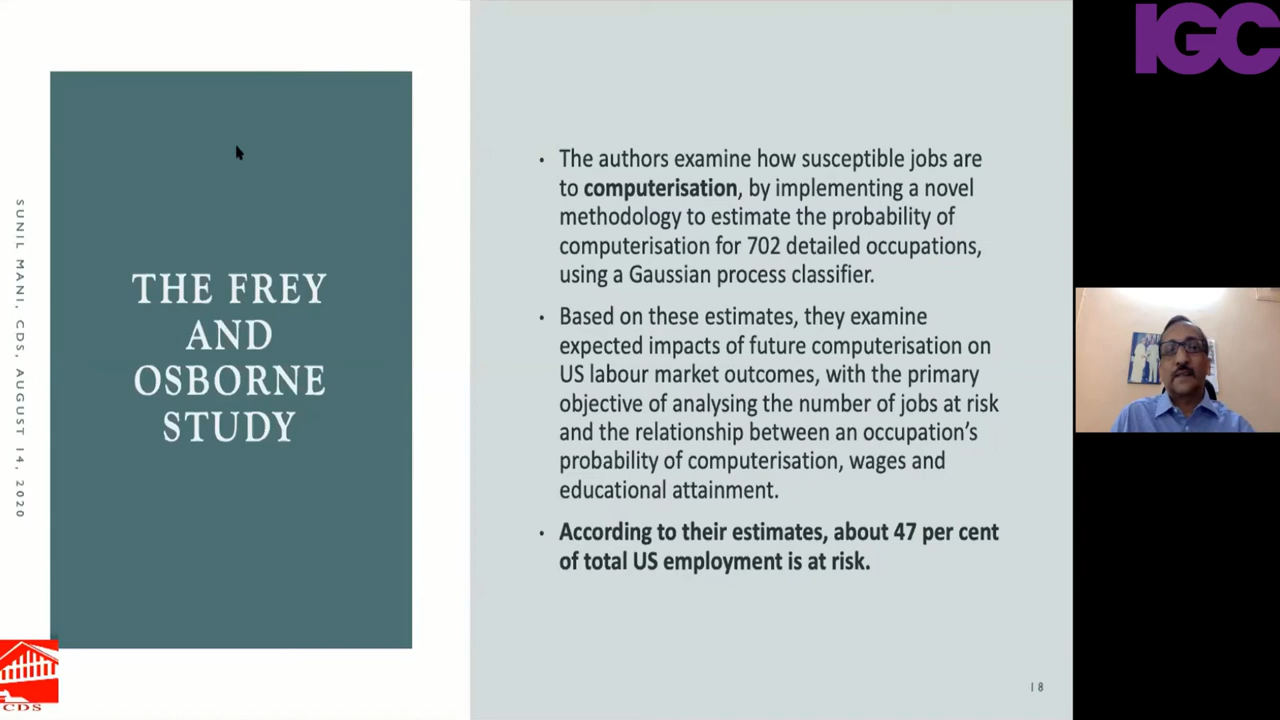 IGC
SUNIL MANI, CDS, AUGUST 14, 2020
THE FREY
AND
OSBORNE
STUDY
• The authors examine how susceptible jobs are
to computerisation, by implementing a novel
methodology to estimate the probability of
computerisation for 702 detailed occupations,
using a Gaussian process classifier.
• Based on these estimates, they examine
expected impacts of future computerisation on
US labour market outcomes, with the primary
objective of analysing the number of jobs at risk
and the relationship between an occupation’s
probability of computerisation, wages and
educational attainment.
• According to their estimates, about 47 per cent
of total US employment is at risk.
18
CDS